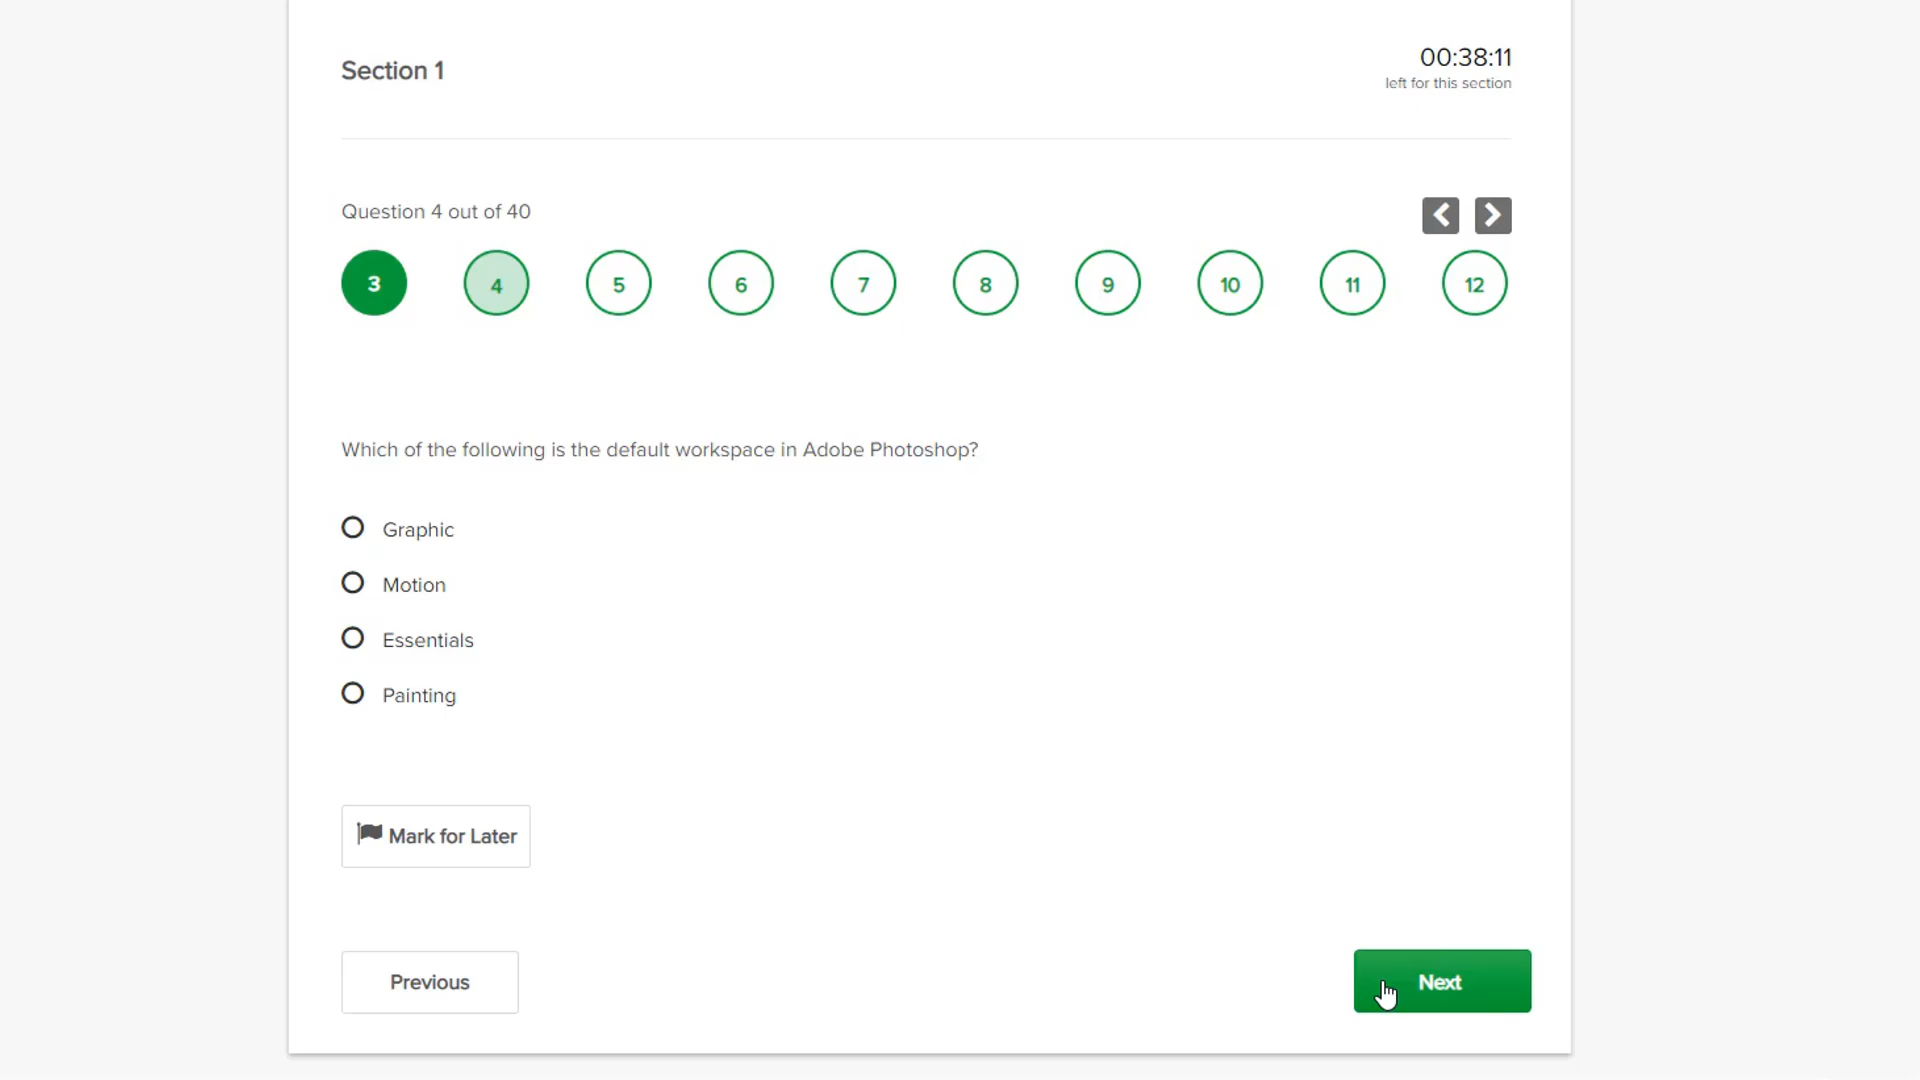 Section 1
00:38:11
left for this section
Question 4 out of 40
3 4 5 6 7 8 9 10 11 12
Which of the following is the default workspace in Adobe Photoshop?
Graphic
Motion
Essentials
Painting
Mark for Later
Previous
Next